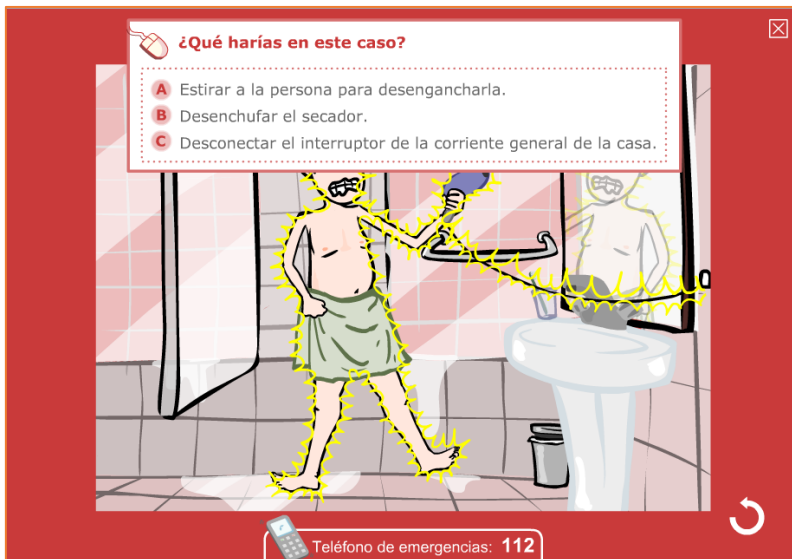 ¿Qué harías en este caso?
A Estirar a la persona para desengancharla.
B Desenchufar el secador.
C Desconectar el interruptor de la corriente general de la casa.
Teléfono de emergencias: 112